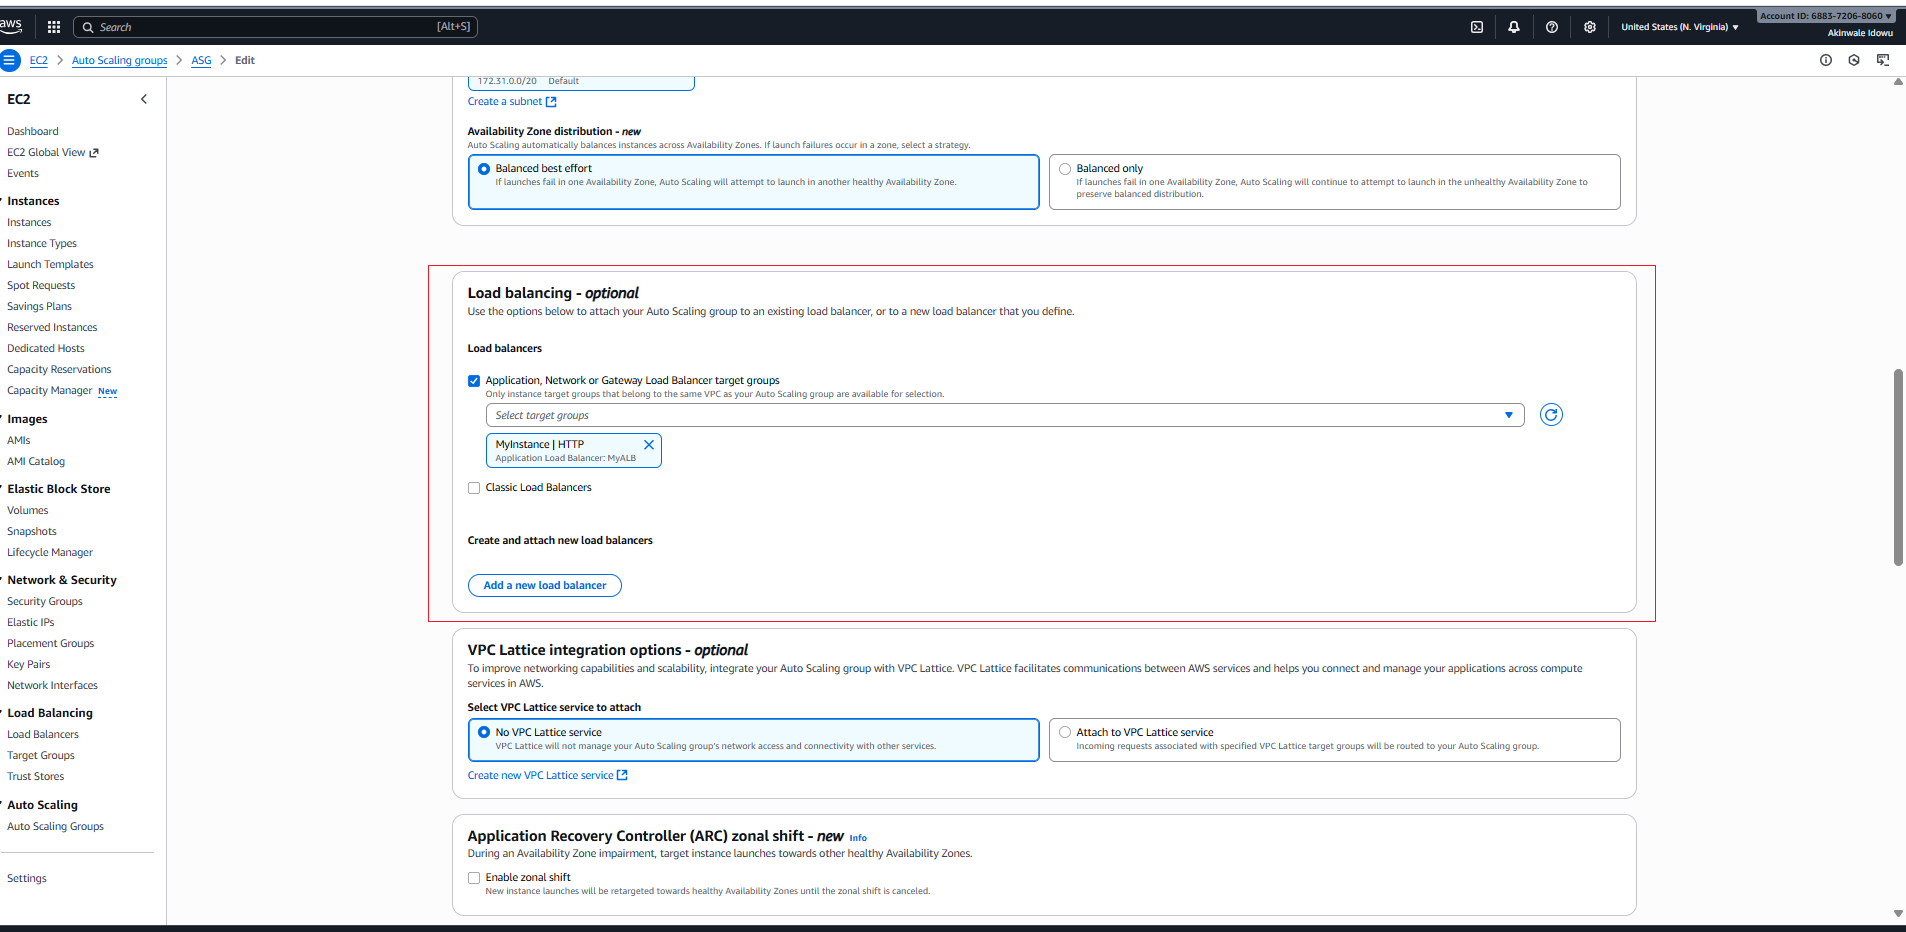 aws
Search
[Alt+S]
United States (N. Virginia)
Account ID: 6883-7206-8060
Akinwale Idowu
EC2 > Auto Scaling groups > ASG > Edit
EC2
Dashboard
EC2 Global View
Events
Instances
Instances
Instance Types
Launch Templates
Spot Requests
Savings Plans
Reserved Instances
Dedicated Hosts
Capacity Reservations
Capacity Manager New
Images
AMIs
AMI Catalog
Elastic Block Store
Volumes
Snapshots
Lifecycle Manager
Network & Security
Security Groups
Elastic IPs
Placement Groups
Key Pairs
Network Interfaces
Load Balancing
Load Balancers
Target Groups
Trust Stores
Auto Scaling
Auto Scaling Groups
Settings
172.31.0.0/20 Default
Create a subnet
Availability Zone distribution - new
Auto Scaling automatically balances instances across Availability Zones. If launch failures occur in a zone, select a strategy.
Balanced best effort
If launches fail in one Availability Zone, Auto Scaling will attempt to launch in another healthy Availability Zone.
Balanced only
If launches fail in one Availability Zone, Auto Scaling will continue to attempt to launch in the unhealthy Availability Zone to
preserve balanced distribution.
Load balancing - optional
Use the options below to attach your Auto Scaling group to an existing load balancer, or to a new load balancer that you define.
Load balancers
Application, Network or Gateway Load Balancer target groups
Only instance target groups that belong to the same VPC as your Auto Scaling group are available for selection.
Select target groups
MyInstance | HTTP
Application Load Balancer: MyALB
Classic Load Balancers
Create and attach new load balancers
Add a new load balancer
VPC Lattice integration options - optional
To improve networking capabilities and scalability, integrate your Auto Scaling group with VPC Lattice. VPC Lattice facilitates communications between AWS services and helps you connect and manage your applications across compute
services in AWS.
Select VPC Lattice service to attach
No VPC Lattice service
VPC Lattice will not manage your Auto Scaling group's network access and connectivity with other services.
Attach to VPC Lattice service
Incoming requests associated with specified VPC Lattice target groups will be routed to your Auto Scaling group.
Create new VPC Lattice service
Application Recovery Controller (ARC) zonal shift - new Info
During an Availability Zone impairment, target instance launches towards other healthy Availability Zones.
Enable zonal shift
New instance launches will be retargeted towards healthy Availability Zones until the zonal shift is canceled.